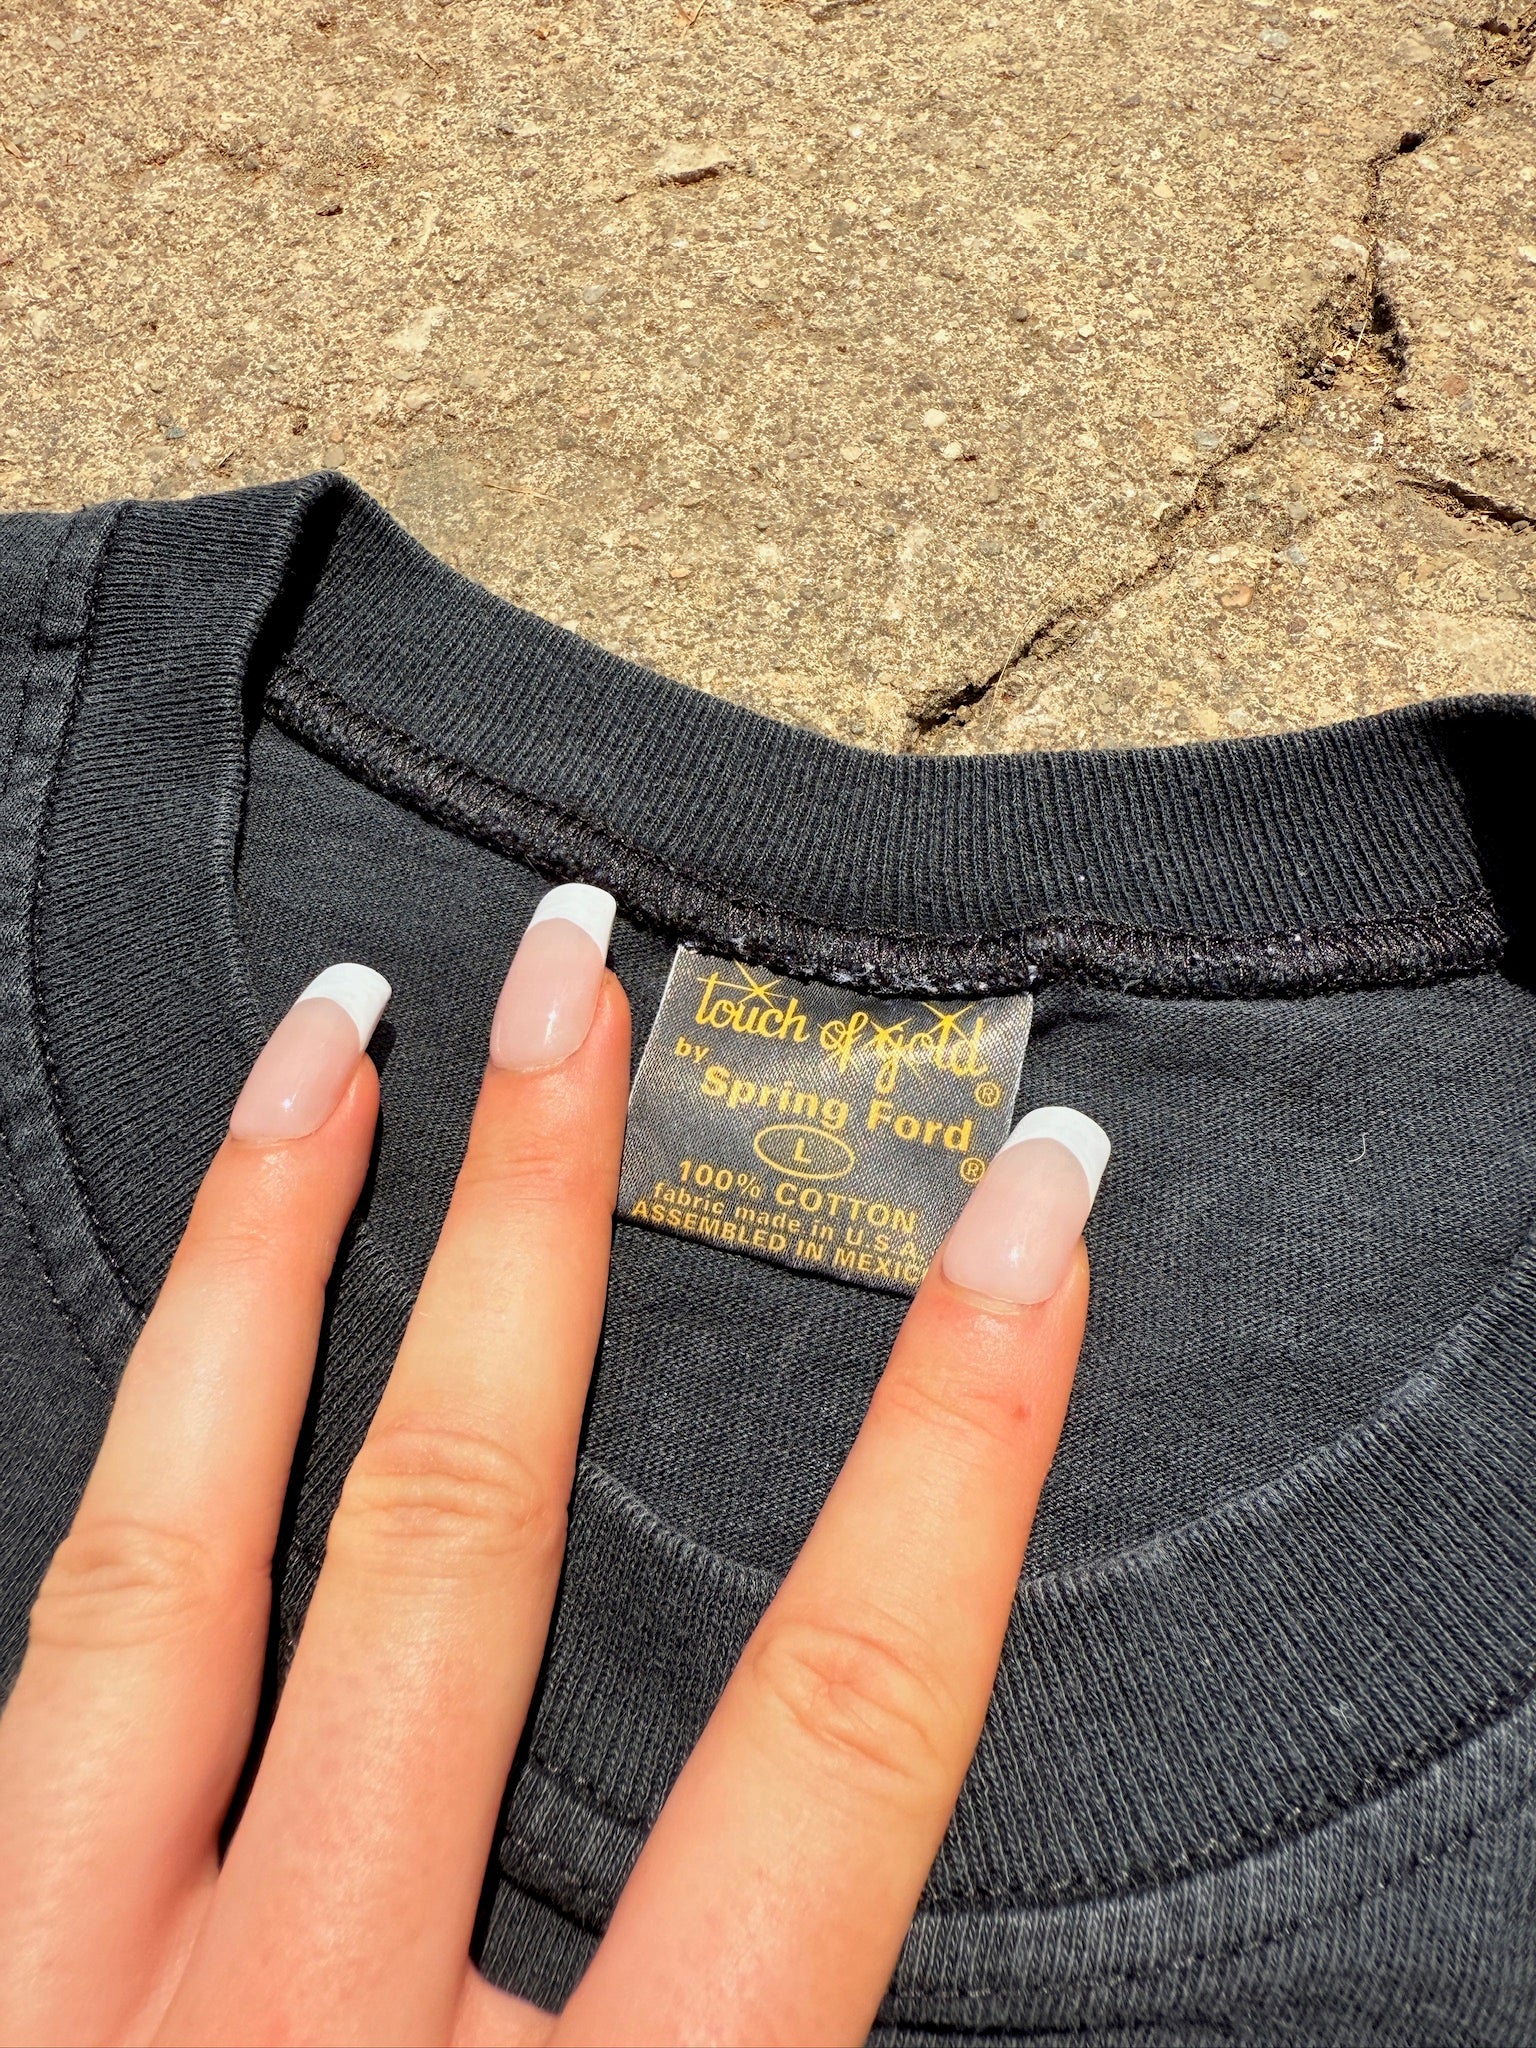 touch of gold ®
by
Spring Ford ®
L
100% COTTON
fabric made in U.S.A.
ASSEMBLED IN MEXIC